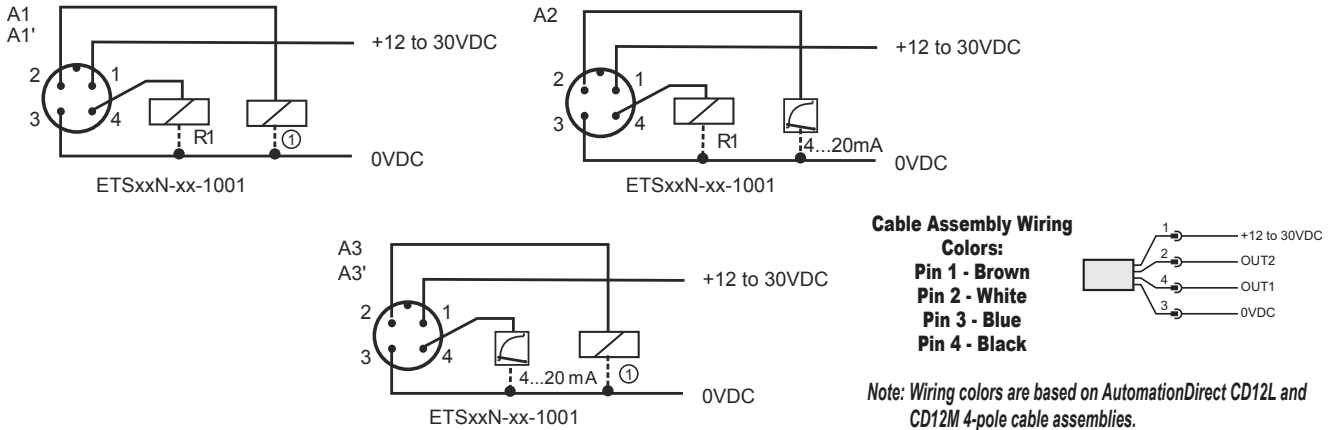 A1
A1'
+12 to 30VDC
2
1
3
4
R1
①
0VDC
ETSxxN-xx-1001
A2
+12 to 30VDC
2
1
3
4
R1
4...20mA
0VDC
ETSxxN-xx-1001
A3
A3'
+12 to 30VDC
2
1
3
4
4...20 mA
①
0VDC
ETSxxN-xx-1001
Cable Assembly Wiring
Colors:
Pin 1 - Brown
Pin 2 - White
Pin 3 - Blue
Pin 4 - Black
1 +12 to 30VDC
2 OUT2
4 OUT1
3 0VDC
Note: Wiring colors are based on AutomationDirect CD12L and
CD12M 4-pole cable assemblies.